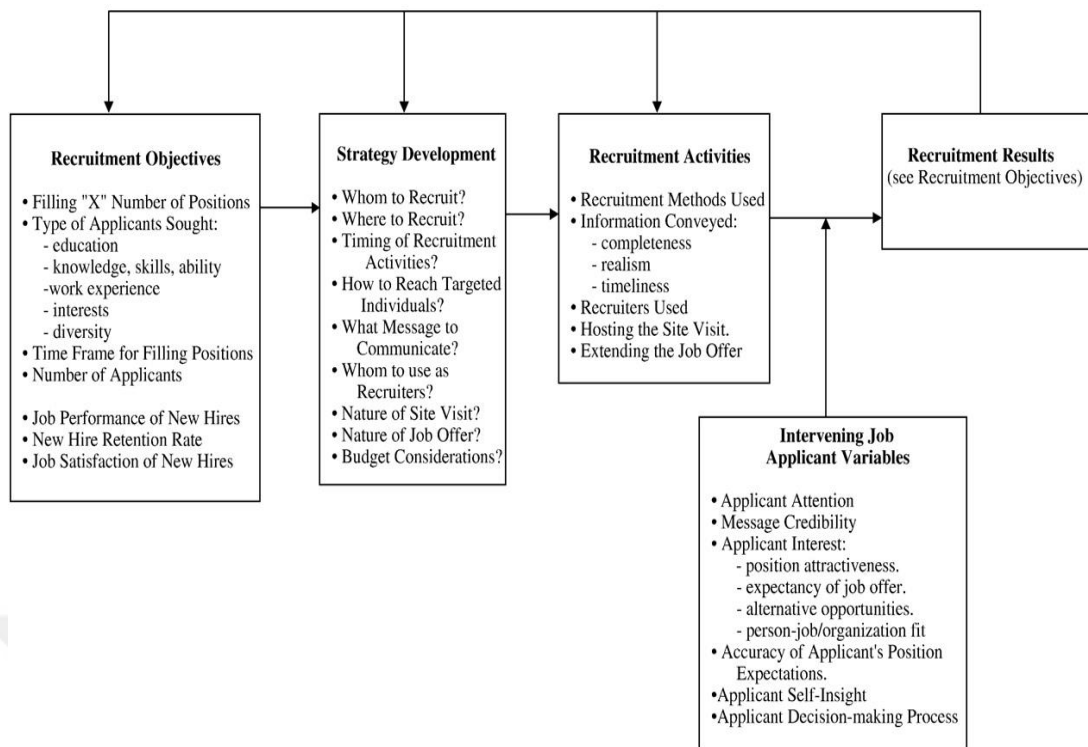 Recruitment Objectives
• Filling "X" Number of Positions
• Type of Applicants Sought:
- education
- knowledge, skills, ability
-work experience
- interests
- diversity
• Time Frame for Filling Positions
• Number of Applicants
• Job Performance of New Hires
• New Hire Retention Rate
• Job Satisfaction of New Hires
Strategy Development
• Whom to Recruit?
• Where to Recruit?
• Timing of Recruitment
Activities?
• How to Reach Targeted
Individuals?
• What Message to
Communicate?
• Whom to use as
Recruiters?
• Nature of Site Visit?
• Nature of Job Offer?
• Budget Considerations?
Recruitment Activities
• Recruitment Methods Used
• Information Conveyed:
- completeness
- realism
- timeliness
• Recruiters Used
• Hosting the Site Visit.
• Extending the Job Offer
Recruitment Results
(see Recruitment Objectives)
Intervening Job
Applicant Variables
• Applicant Attention
• Message Credibility
• Applicant Interest:
- position attractiveness.
- expectancy of job offer.
- alternative opportunities.
- person-job/organization fit
• Accuracy of Applicant's Position
Expectations.
•Applicant Self-Insight
•Applicant Decision-making Process